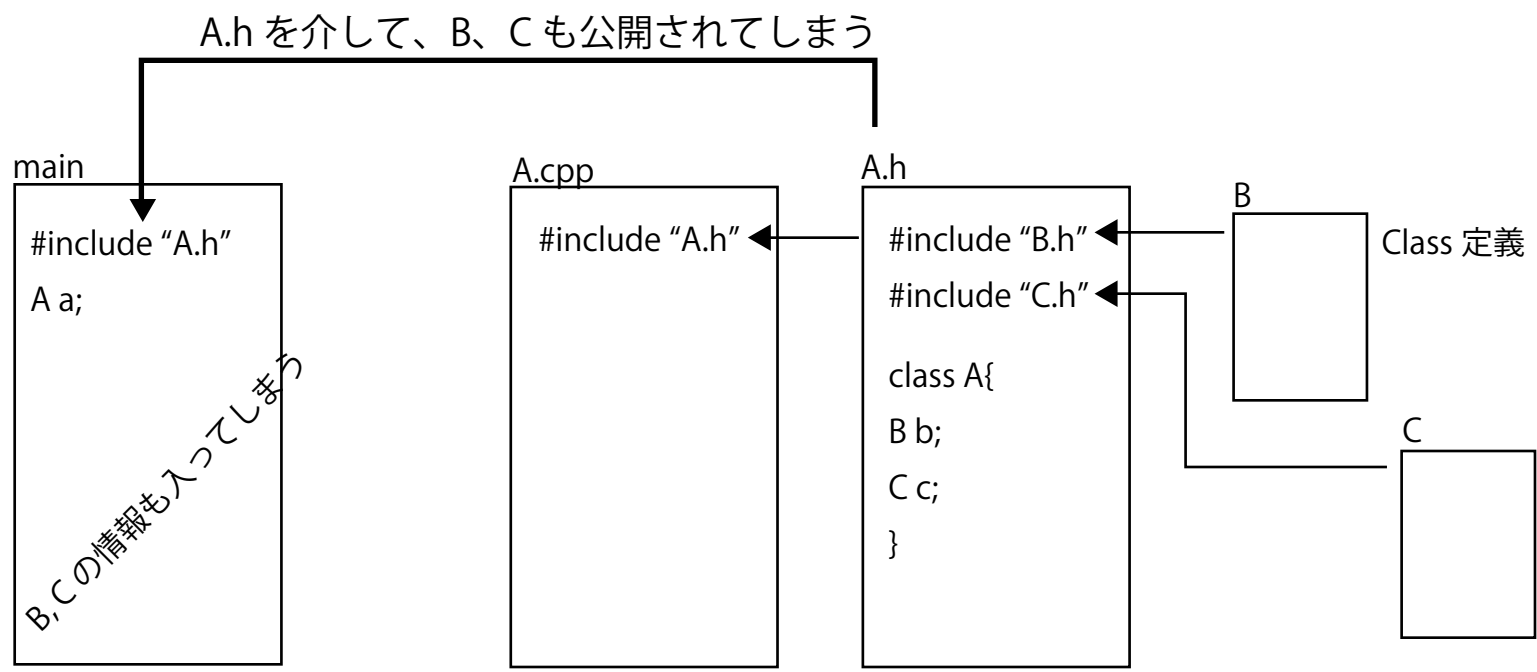 A.h を介して、B、C も公開されてしまう
main
#include “A.h”
A a;
B, C の情報も入ってしまう
A.cpp
#include “A.h”
A.h
#include “B.h”
#include “C.h”
class A{
B b;
C c;
}
B
Class 定義
C